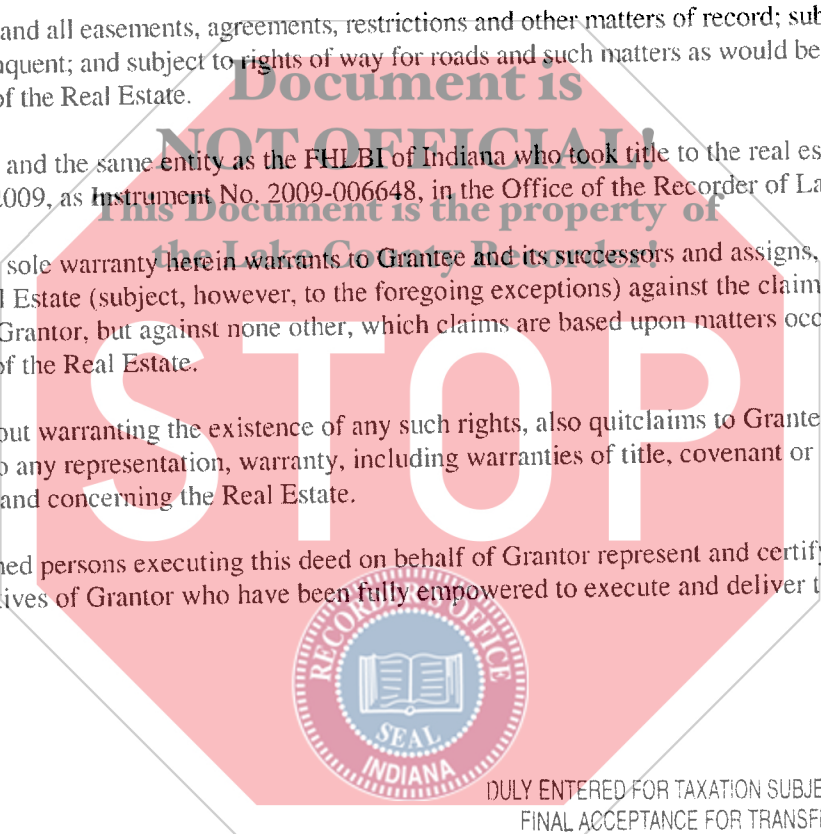 and all easements, agreements, restrictions and other matters of record; sub
nquent; and subject to rights of way for roads and such matters as would be
of the Real Estate.
Document is
NOT OFFICIAL!
and the same entity as the FHLBI of Indiana who took title to the real es
2009, as Instrument No. 2009-006648, in the Office of the Recorder of La
This Document is the property of
the Lake County Recorder!
sole warranty herein warrants to Grantee and its successors and assigns,
l Estate (subject, however, to the foregoing exceptions) against the claim
Grantor, but against none other, which claims are based upon matters occ
of the Real Estate.
STOP
out warranting the existence of any such rights, also quitclaims to Grante
o any representation, warranty, including warranties of title, covenant or
and concerning the Real Estate.
ned persons executing this deed on behalf of Grantor represent and certify
tives of Grantor who have been fully empowered to execute and deliver t
RECORDER'S OFFICE
SEAL
INDIANA
DULY ENTERED FOR TAXATION SUBJE
FINAL ACCEPTANCE FOR TRANSF